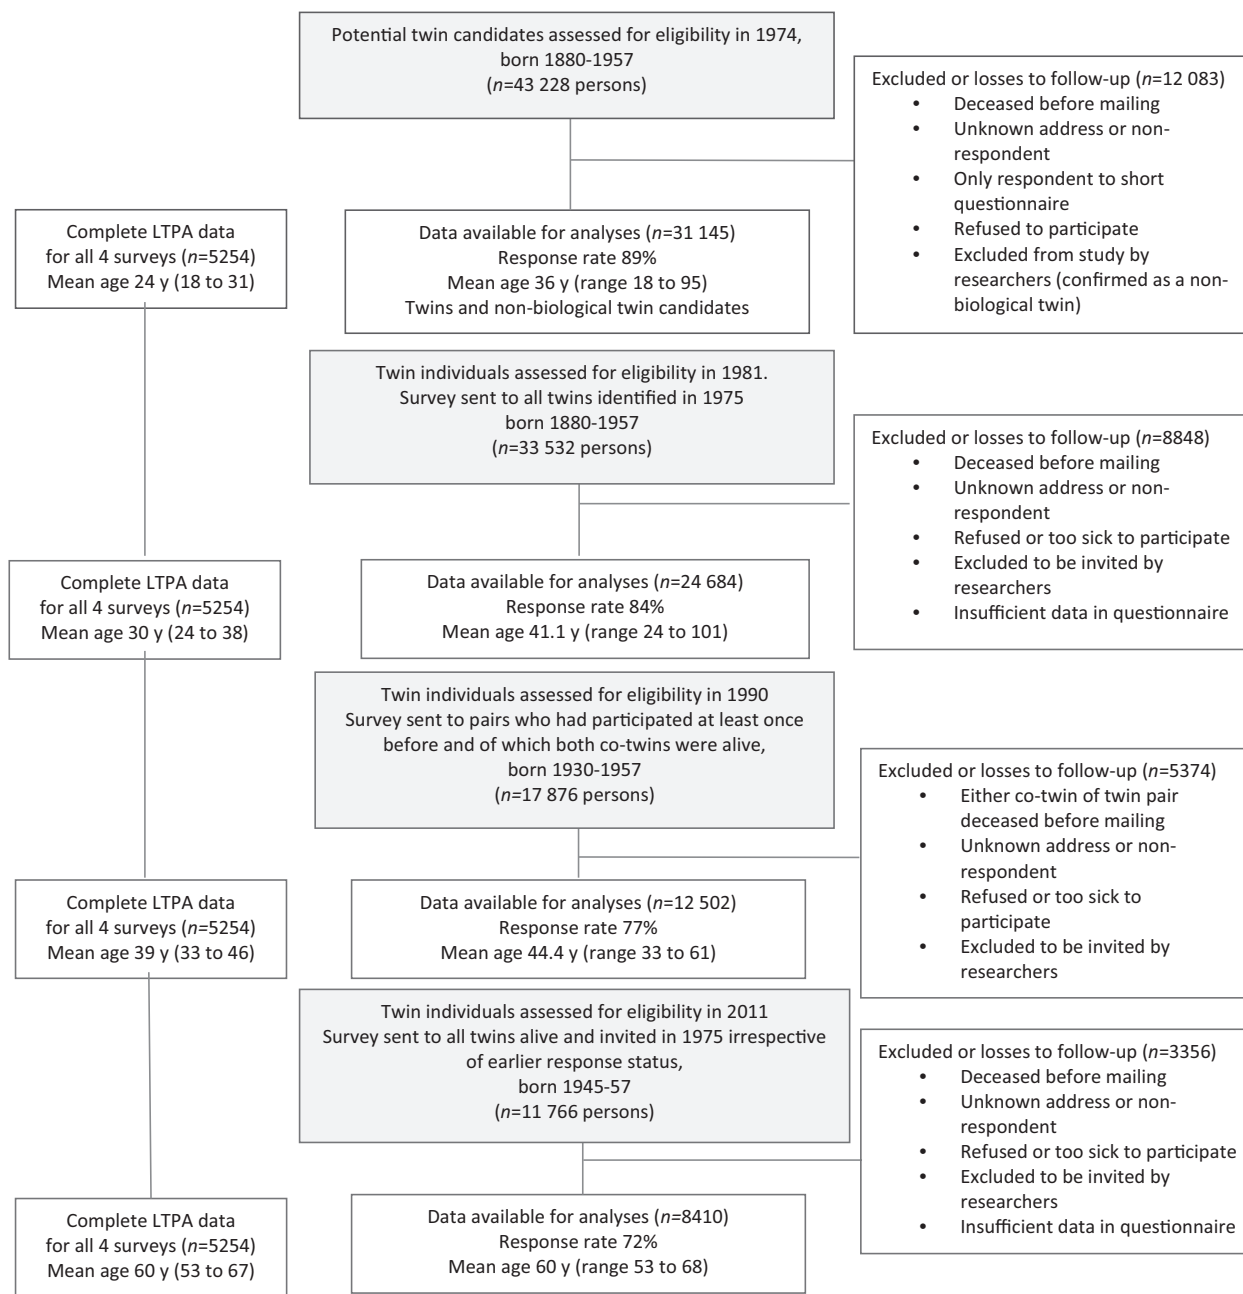 Potential twin candidates assessed for eligibility in 1974,
born 1880-1957
(n=43 228 persons)
Excluded or losses to follow-up (n=12 083)
• Deceased before mailing
• Unknown address or non-
respondent
• Only respondent to short
questionnaire
• Refused to participate
• Excluded from study by
researchers (confirmed as a non-
biological twin)
Complete LTPA data
for all 4 surveys (n=5254)
Mean age 24 y (18 to 31)
Data available for analyses (n=31 145)
Response rate 89%
Mean age 36 y (range 18 to 95)
Twins and non-biological twin candidates
Twin individuals assessed for eligibility in 1981.
Survey sent to all twins identified in 1975
born 1880-1957
(n=33 532 persons)
Excluded or losses to follow-up (n=8848)
• Deceased before mailing
• Unknown address or non-
respondent
• Refused or too sick to participate
• Excluded to be invited by
researchers
• Insufficient data in questionnaire
Complete LTPA data
for all 4 surveys (n=5254)
Mean age 30 y (24 to 38)
Data available for analyses (n=24 684)
Response rate 84%
Mean age 41.1 y (range 24 to 101)
Twin individuals assessed for eligibility in 1990
Survey sent to pairs who had participated at least once
before and of which both co-twins were alive,
born 1930-1957
(n=17 876 persons)
Excluded or losses to follow-up (n=5374)
• Either co-twin of twin pair
deceased before mailing
• Unknown address or non-
respondent
• Refused or too sick to
participate
• Excluded to be invited by
researchers
Complete LTPA data
for all 4 surveys (n=5254)
Mean age 39 y (33 to 46)
Data available for analyses (n=12 502)
Response rate 77%
Mean age 44.4 y (range 33 to 61)
Twin individuals assessed for eligibility in 2011
Survey sent to all twins alive and invited in 1975 irrespective
of earlier response status,
born 1945-57
(n=11 766 persons)
Excluded or losses to follow-up (n=3356)
• Deceased before mailing
• Unknown address or non-
respondent
• Refused or too sick to participate
• Excluded to be invited by
researchers
• Insufficient data in questionnaire
Complete LTPA data
for all 4 surveys (n=5254)
Mean age 60 y (53 to 67)
Data available for analyses (n=8410)
Response rate 72%
Mean age 60 y (range 53 to 68)